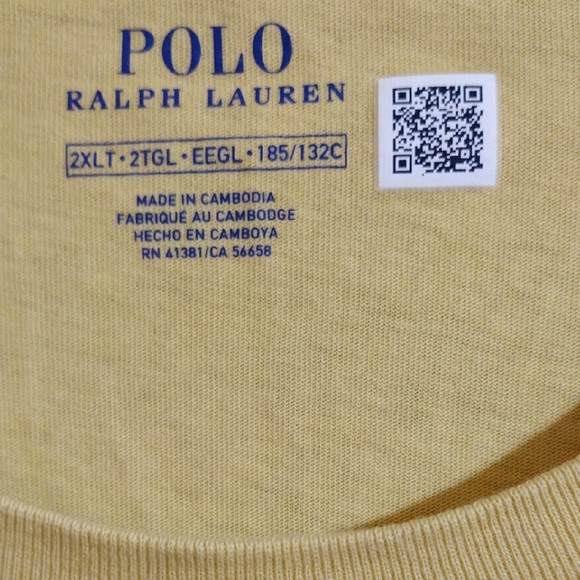 POLO
RALPH LAUREN
2XLT • 2TGL • EEGL • 185/132C
MADE IN CAMBODIA
FABRIQUÉ AU CAMBODGE
HECHO EN CAMBOYA
RN 41381/CA 56658